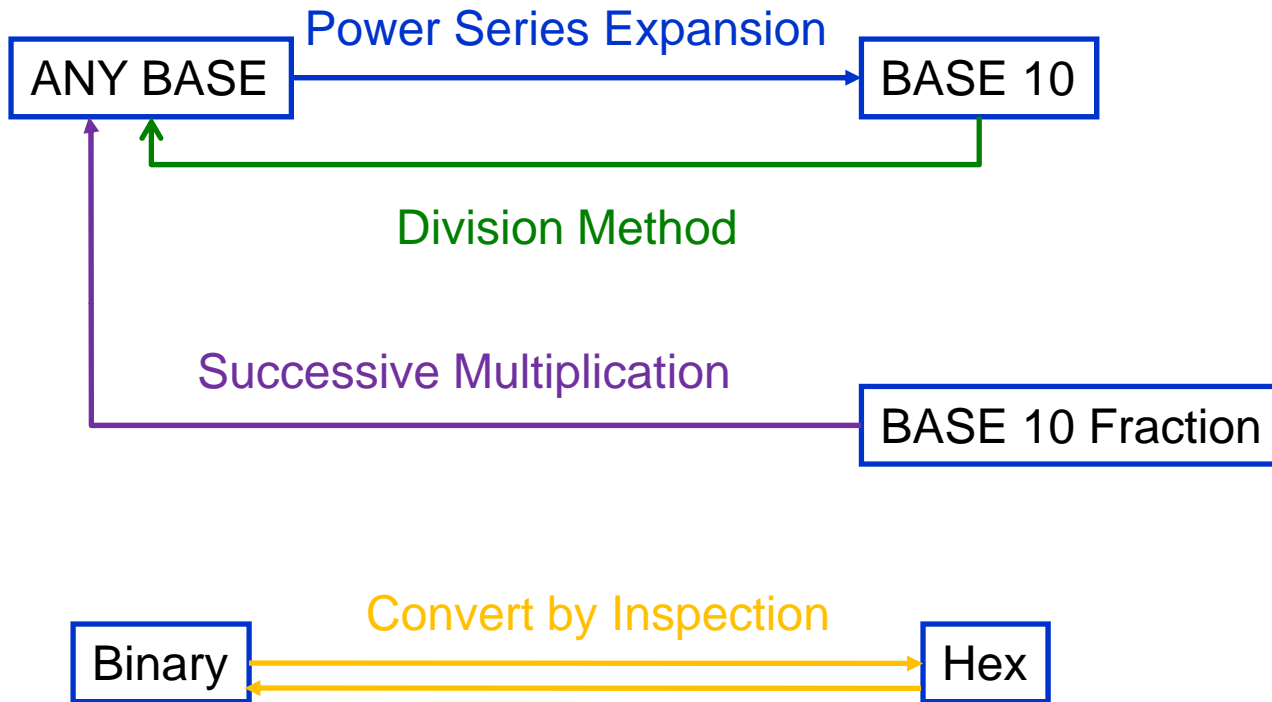 Power Series Expansion
ANY BASE
BASE 10
Division Method
Successive Multiplication
BASE 10 Fraction
Convert by Inspection
Binary
Hex